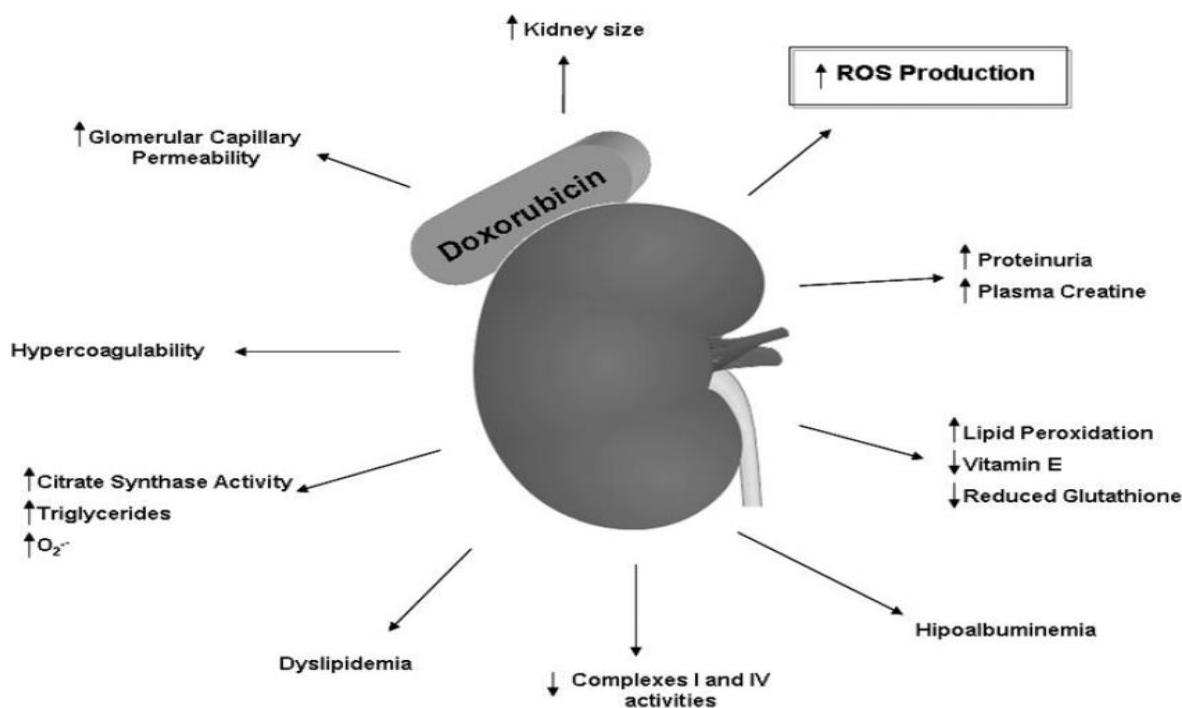 ↑ Kidney size
↑ ROS Production
↑ Glomerular Capillary
Permeability
Doxorubicin
↑ Proteinuria
↑ Plasma Creatine
Hypercoagulability
↑ Lipid Peroxidation
↓ Vitamin E
↓ Reduced Glutathione
↑ Citrate Synthase Activity
↑ Triglycerides
↑ O₂·-
Hipoalbuminemia
Dyslipidemia
↓ Complexes I and IV
activities